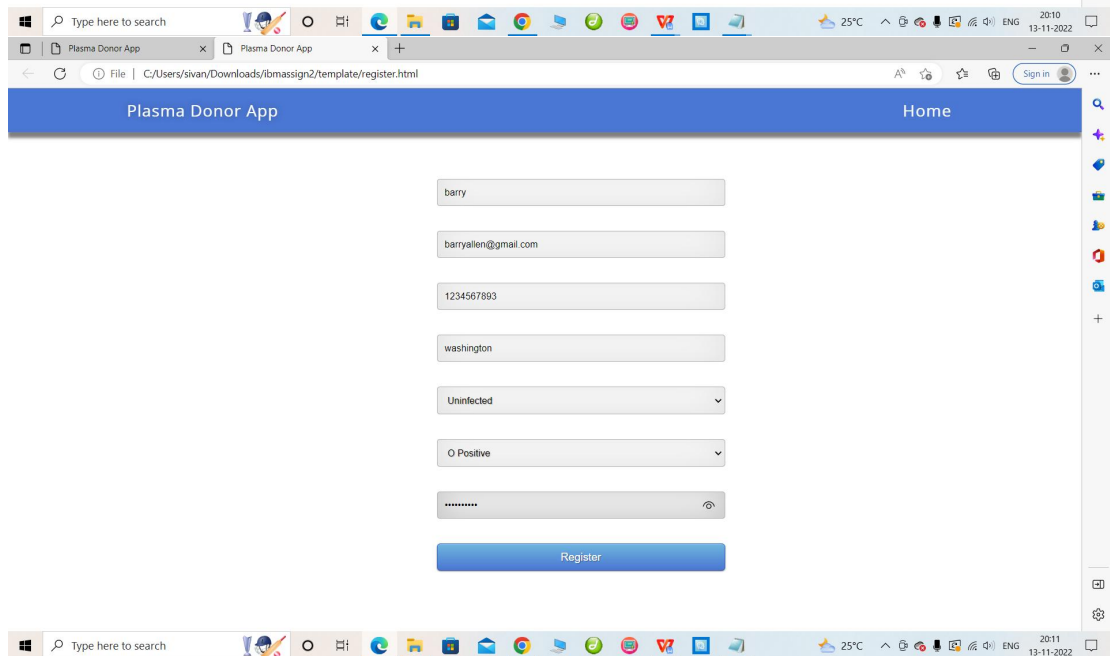 Type here to search 25°C ENG 20:10
13-11-2022
Plasma Donor App Plasma Donor App
File | C:/Users/sivan/Downloads/ibmassign2/template/register.html Sign in
Plasma Donor App Home
barry
barryallen@gmail.com
1234567893
washington
Uninfected
O Positive
••••••••••
Register
Type here to search 25°C ENG 20:11
13-11-2022